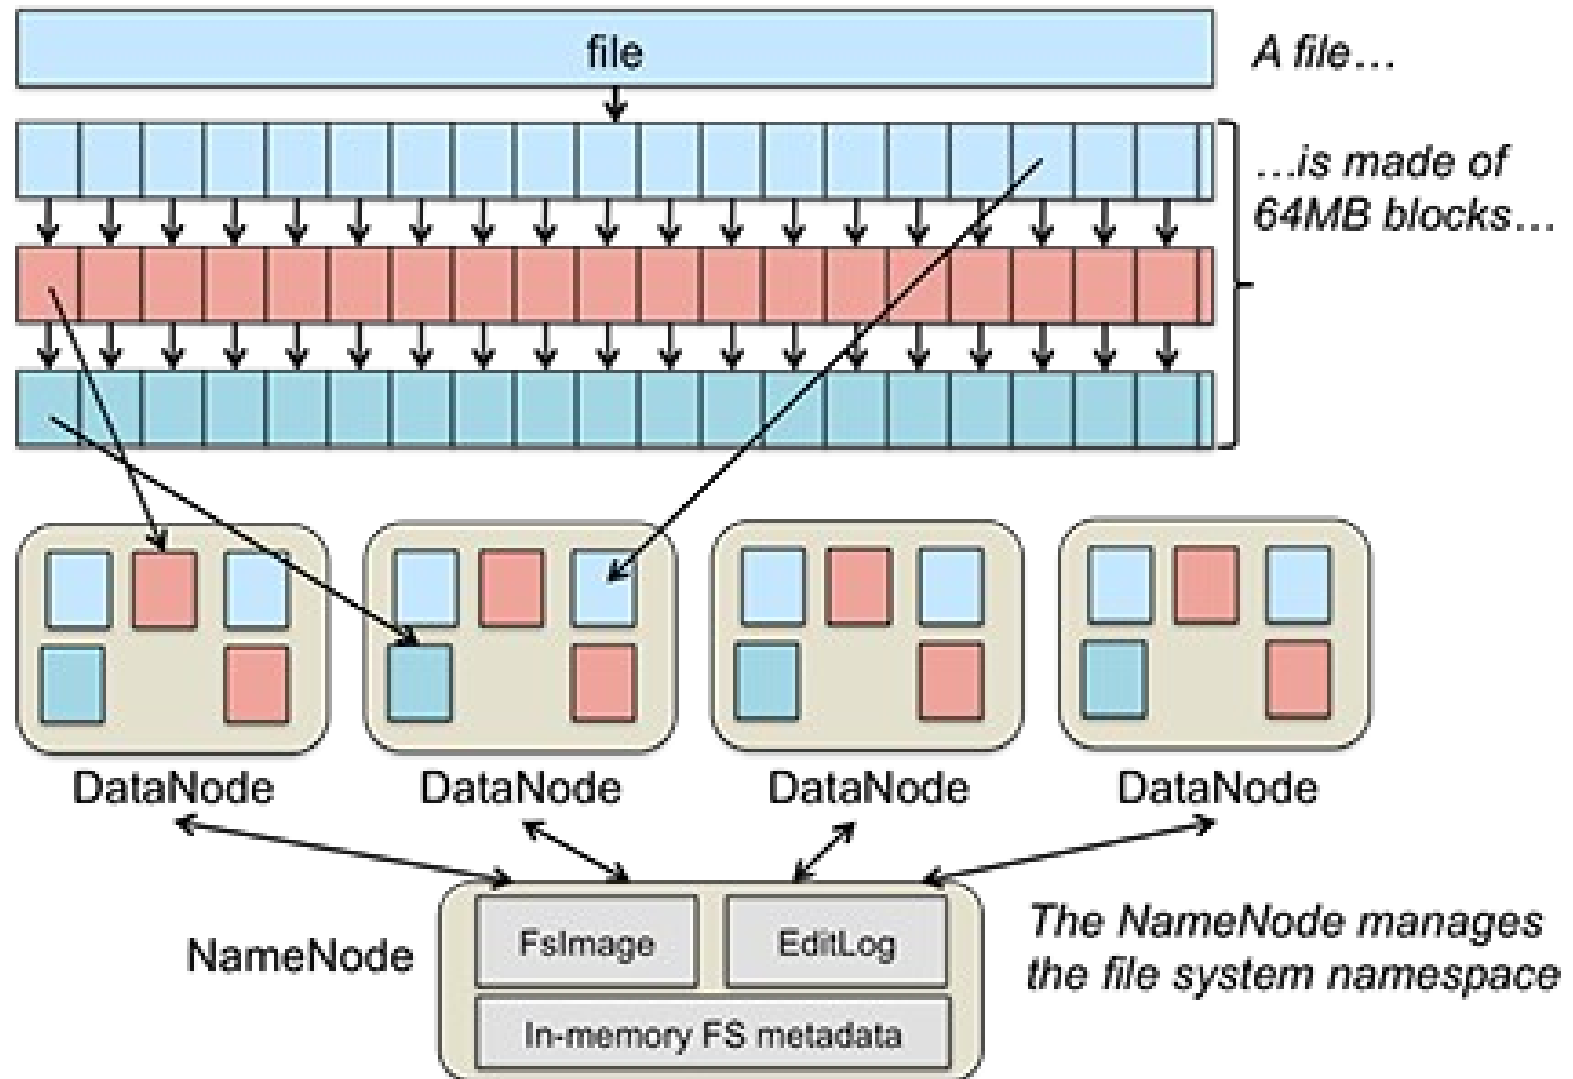 file
A file...
...is made of
64MB blocks...
DataNode
DataNode
DataNode
DataNode
NameNode
FsImage
EditLog
In-memory FS metadata
The NameNode manages
the file system namespace